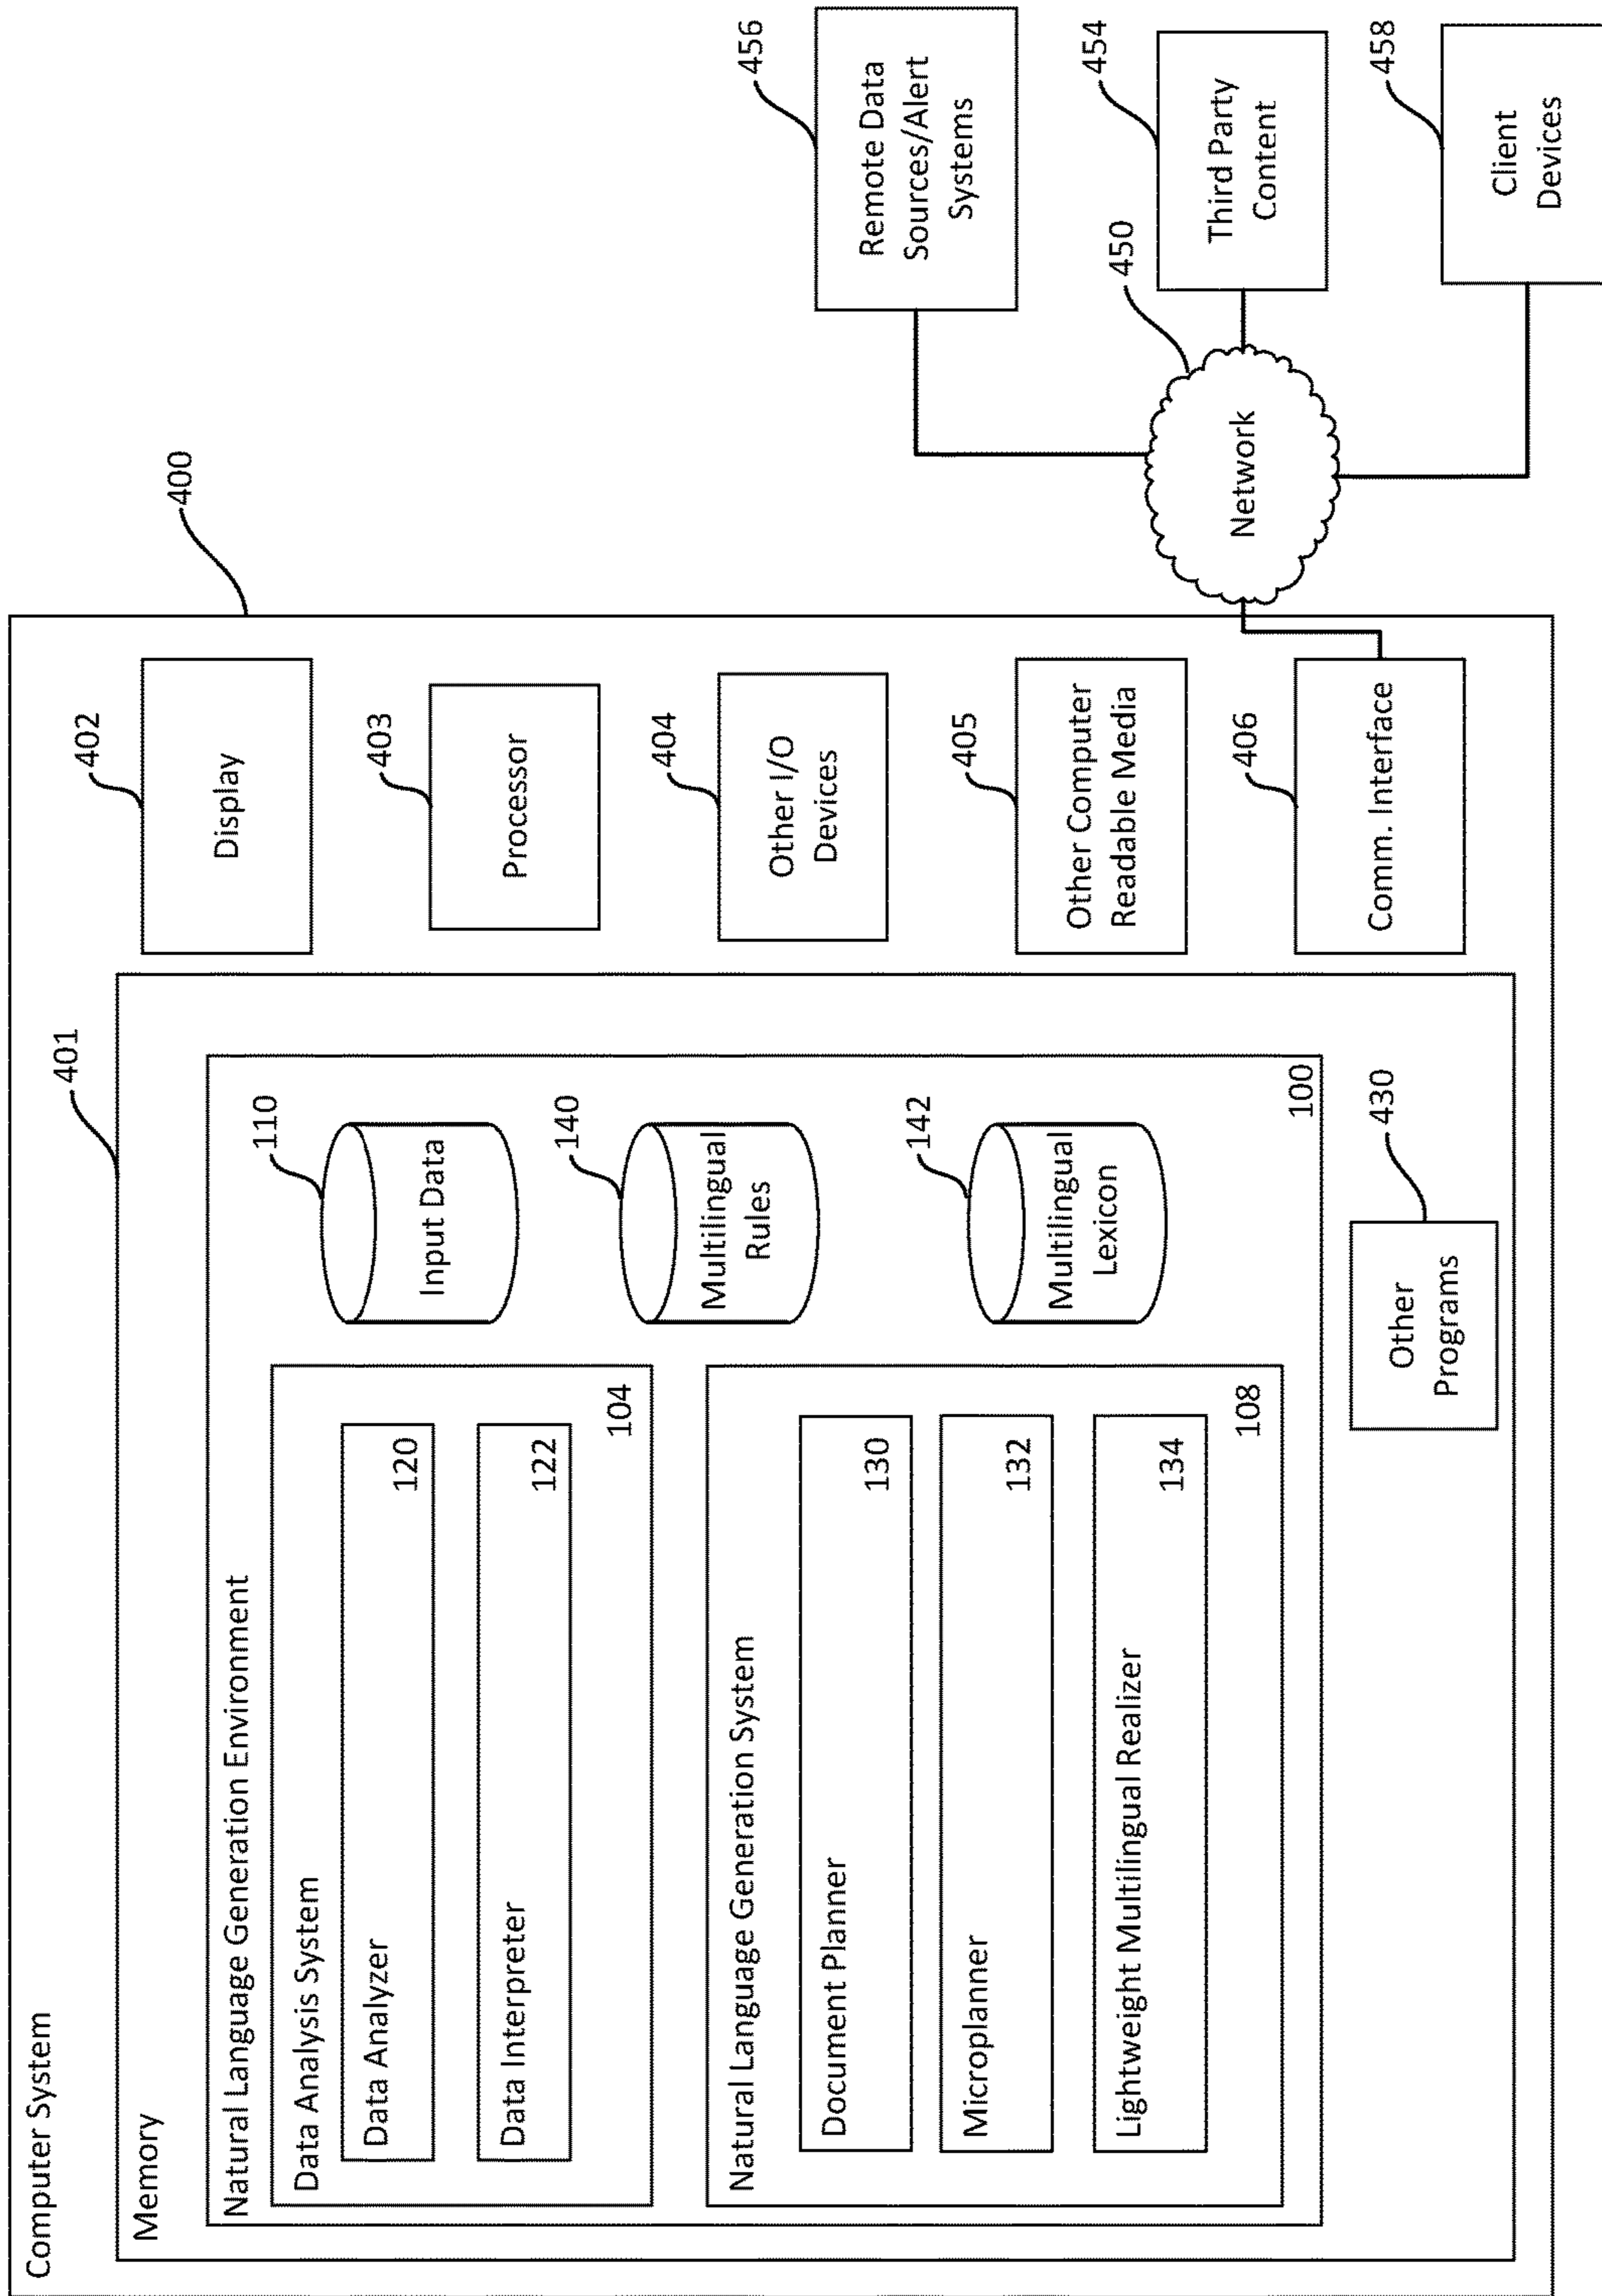 Computer System
400
Memory
401
Natural Language Generation Environment
Data Analysis System
Data Analyzer
120
Data Interpreter
122
104
Natural Language Generation System
Document Planner
130
Microplanner
132
Lightweight Multilingual Realizer
134
108
110
Input Data
140
Multilingual
Rules
142
Multilingual
Lexicon
100
Other
Programs
430
402
Display
403
Processor
404
Other I/O
Devices
405
Other Computer
Readable Media
406
Comm. Interface
Network
450
456
Remote Data
Sources/Alert
Systems
454
Third Party
Content
458
Client
Devices